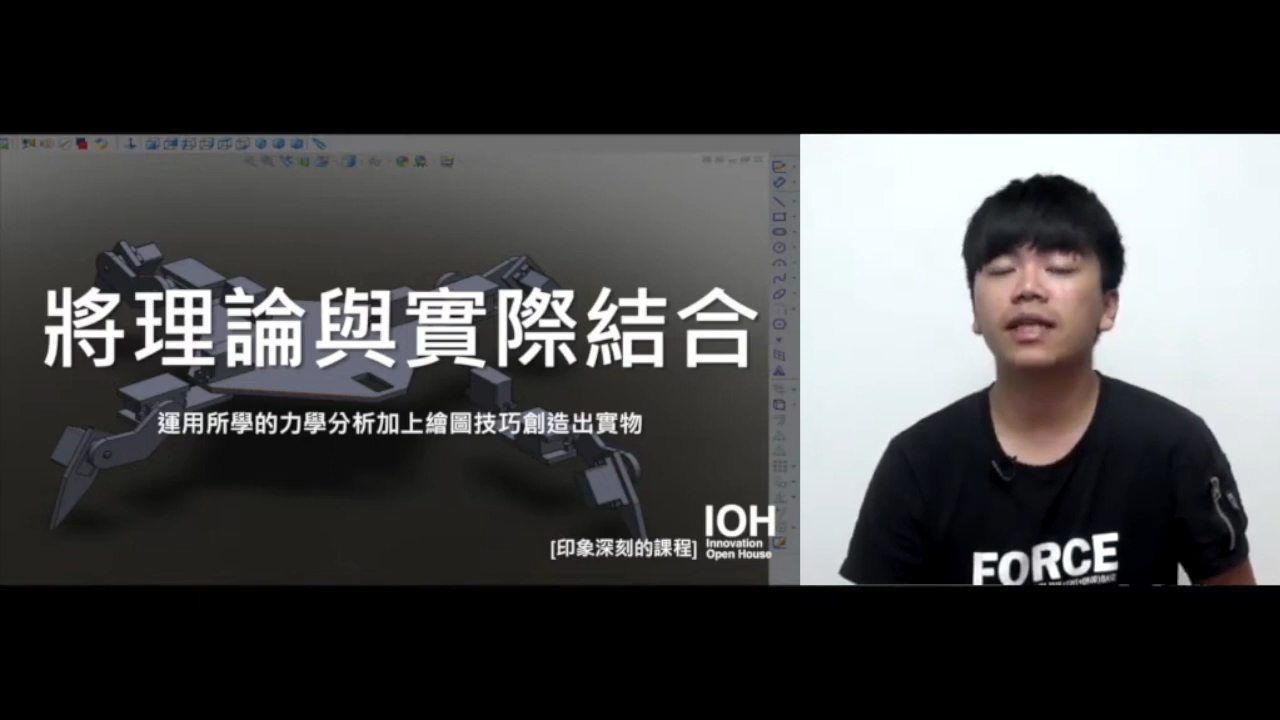 將理論與實際結合
運用所學的力學分析加上繪圖技巧創造出實物
[印象深刻的課程]
IOH
Innovation
Open House
FORCE